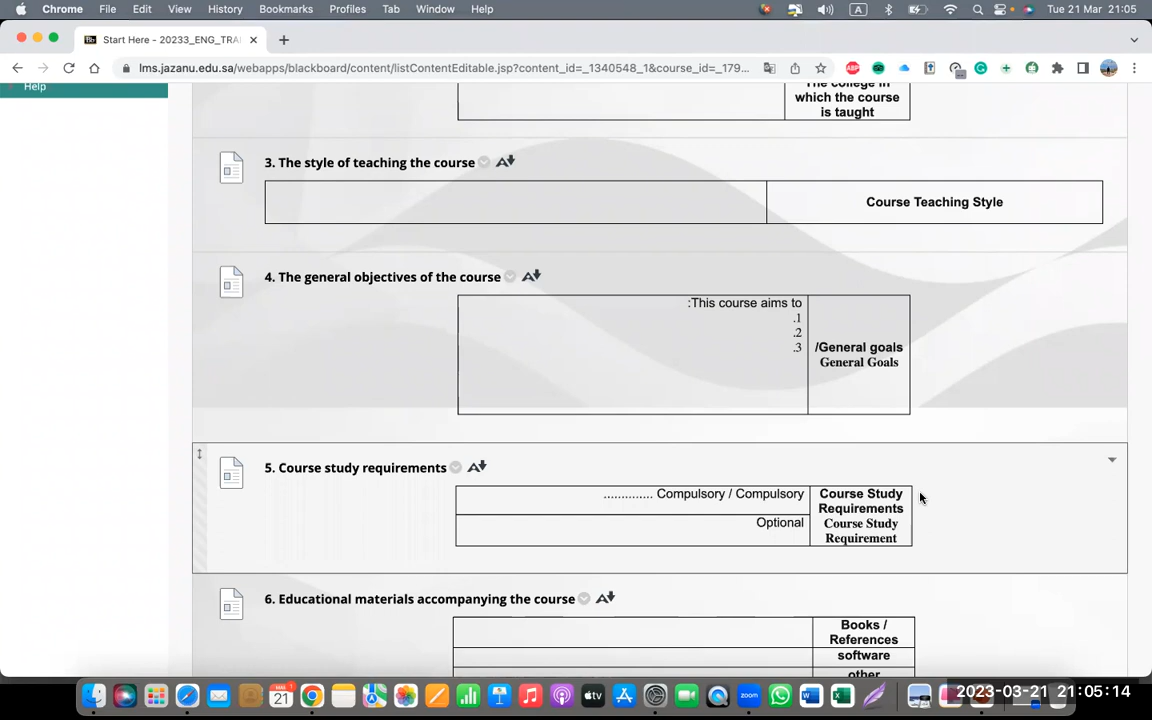 Chrome File Edit View History Bookmarks Profiles Tab Window Help
A
Tue 21 Mar 21:05
Start Here - 20233_ENG_TRA
lms.jazanu.edu.sa/webapps/blackboard/content/listContentEditable.jsp?content_id=_1340548_1&course_id=_179...
Help
The college in
which the course
is taught
3. The style of teaching the course
Course Teaching Style
4. The general objectives of the course
:This course aims to
.1
.2
.3
/General goals
General Goals
5. Course study requirements
.............. Compulsory / Compulsory
Optional
Course Study
Requirements
Course Study
Requirement
6. Educational materials accompanying the course
Books /
References
software
other
2023-03-21 21:05:14